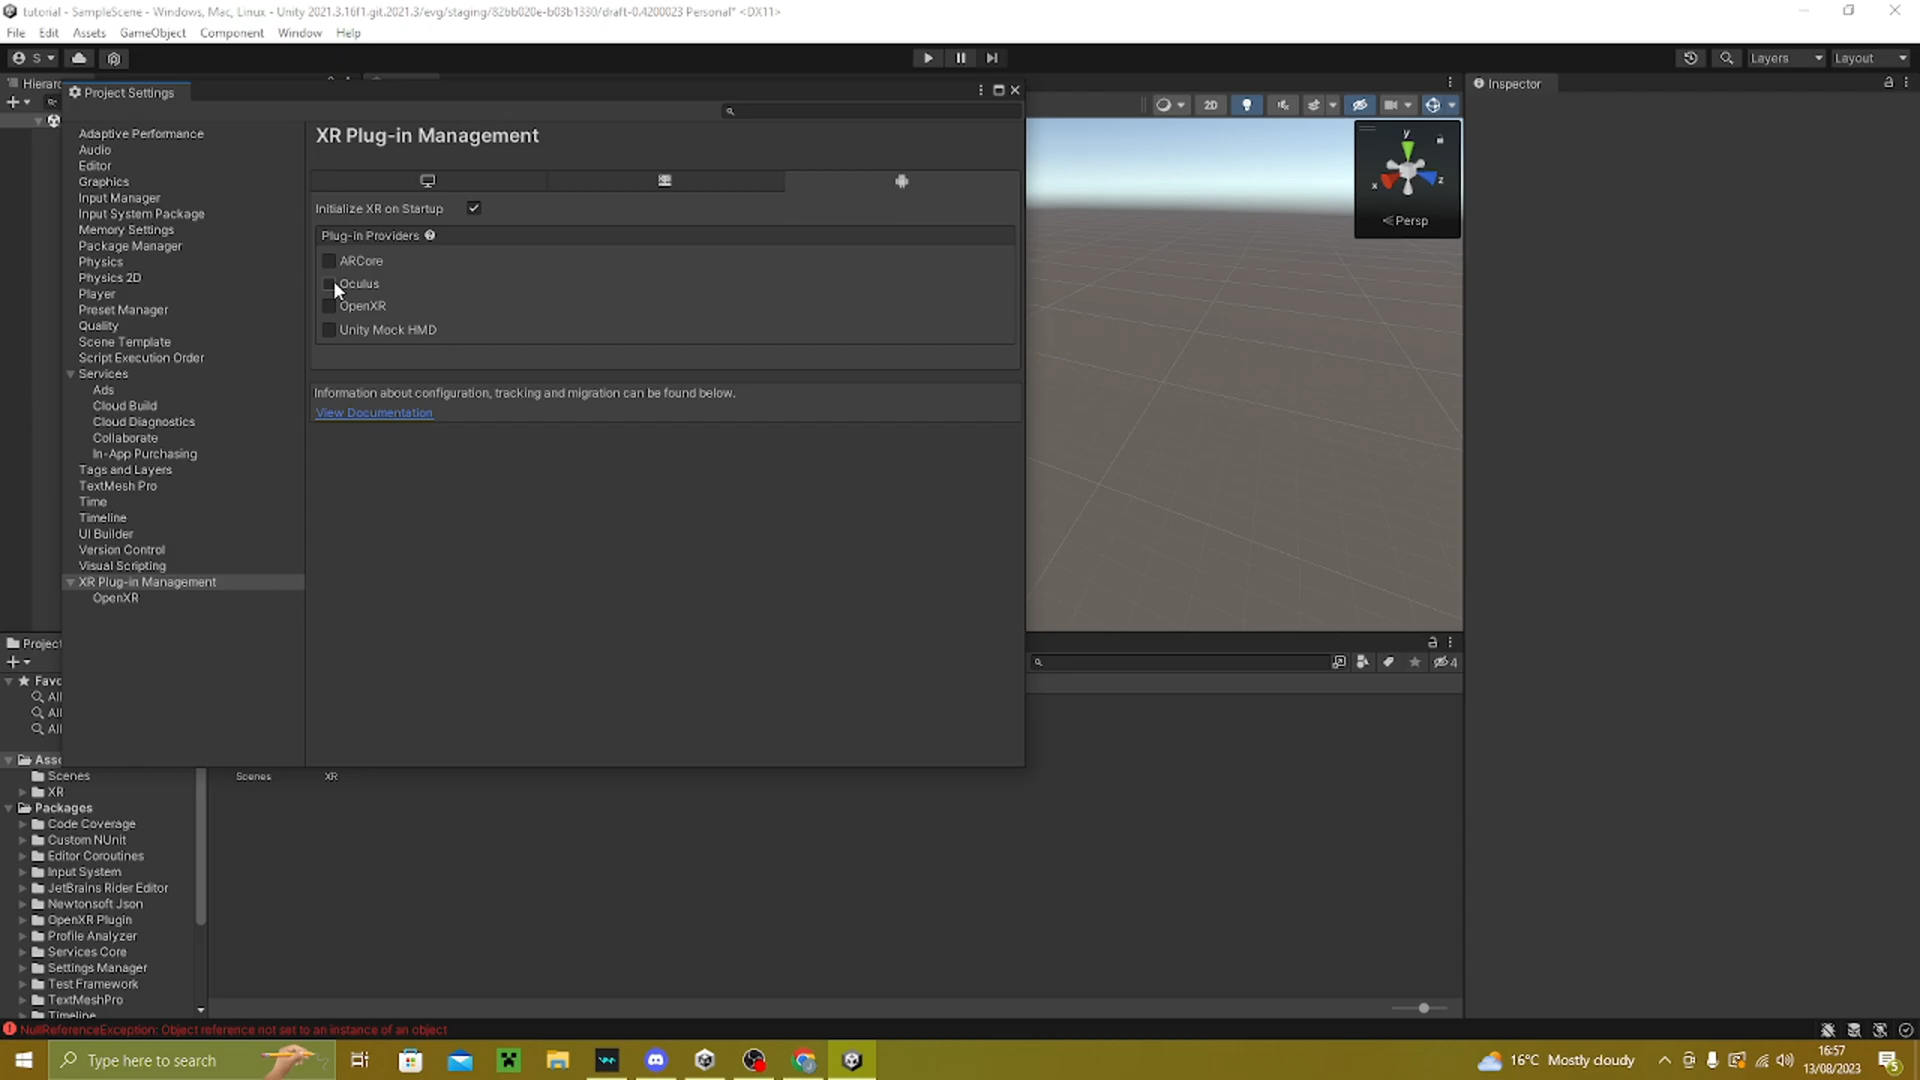 tutorial - SampleScene - Windows, Mac, Linux - Unity 2021.3.16f1.git.2021.3/evg/staging/82bb020e-b03b1330/draft-0.4200023 Personal* <DX11>
File Edit Assets GameObject Component Window Help
S Layers Layout
Hierar
Project Settings
Inspector
2D
XR Plug-in Management
Adaptive Performance
Audio
Editor
Graphics
Input Manager
Input System Package
Memory Settings
Package Manager
Physics
Physics 2D
Player
Preset Manager
Quality
Scene Template
Script Execution Order
Services
Ads
Cloud Build
Cloud Diagnostics
Collaborate
In-App Purchasing
Tags and Layers
TextMesh Pro
Time
Timeline
UI Builder
Version Control
Visual Scripting
XR Plug-in Management
OpenXR
Initialize XR on Startup
Plug-in Providers
ARCore
Oculus
OpenXR
Unity Mock HMD
Information about configuration, tracking and migration can be found below.
View Documentation
y
x z
Persp
Project
4
Favo
All
All
All
Asse
Scenes
XR
Packages
Code Coverage
Custom NUnit
Editor Coroutines
Input System
JetBrains Rider Editor
Newtonsoft Json
OpenXR Plugin
Profile Analyzer
Services Core
Settings Manager
Test Framework
TextMeshPro
Timeline
Scenes XR
NullReferenceException: Object reference not set to an instance of an object
Type here to search
16°C Mostly cloudy
16:57
13/08/2023
5